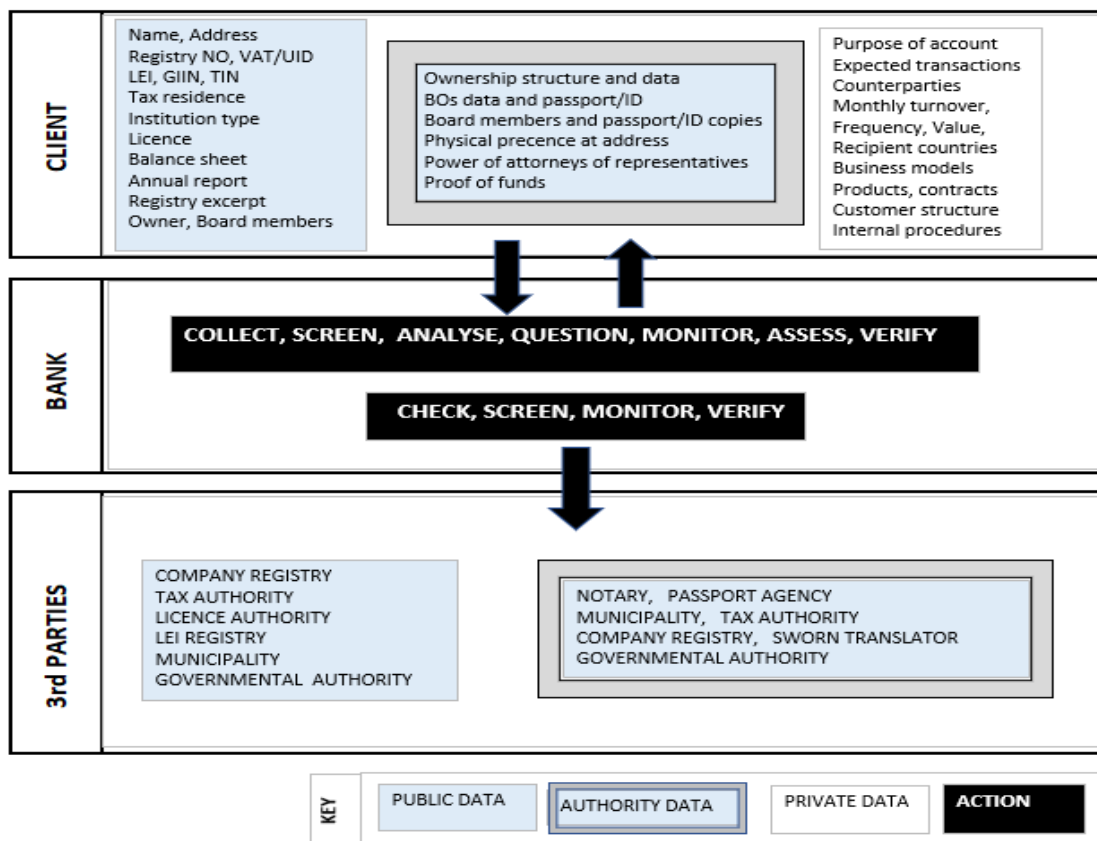 CLIENT
Name, Address
Registry NO, VAT/UID
LEI, GIIN, TIN
Tax residence
Institution type
Licence
Balance sheet
Annual report
Registry excerpt
Owner, Board members
Ownership structure and data
BOs data and passport/ID
Board members and passport/ID copies
Physical precence at address
Power of attorneys of representatives
Proof of funds
Purpose of account
Expected transactions
Counterparties
Monthly turnover,
Frequency, Value,
Recipient countries
Business models
Products, contracts
Customer structure
Internal procedures
BANK
COLLECT, SCREEN, ANALYSE, QUESTION, MONITOR, ASSESS, VERIFY
CHECK, SCREEN, MONITOR, VERIFY
3rd PARTIES
COMPANY REGISTRY
TAX AUTHORITY
LICENCE AUTHORITY
LEI REGISTRY
MUNICIPALITY
GOVERNMENTAL AUTHORITY
NOTARY, PASSPORT AGENCY
MUNICIPALITY, TAX AUTHORITY
COMPANY REGISTRY, SWORN TRANSLATOR
GOVERNMENTAL AUTHORITY
KEY
PUBLIC DATA
AUTHORITY DATA
PRIVATE DATA
ACTION